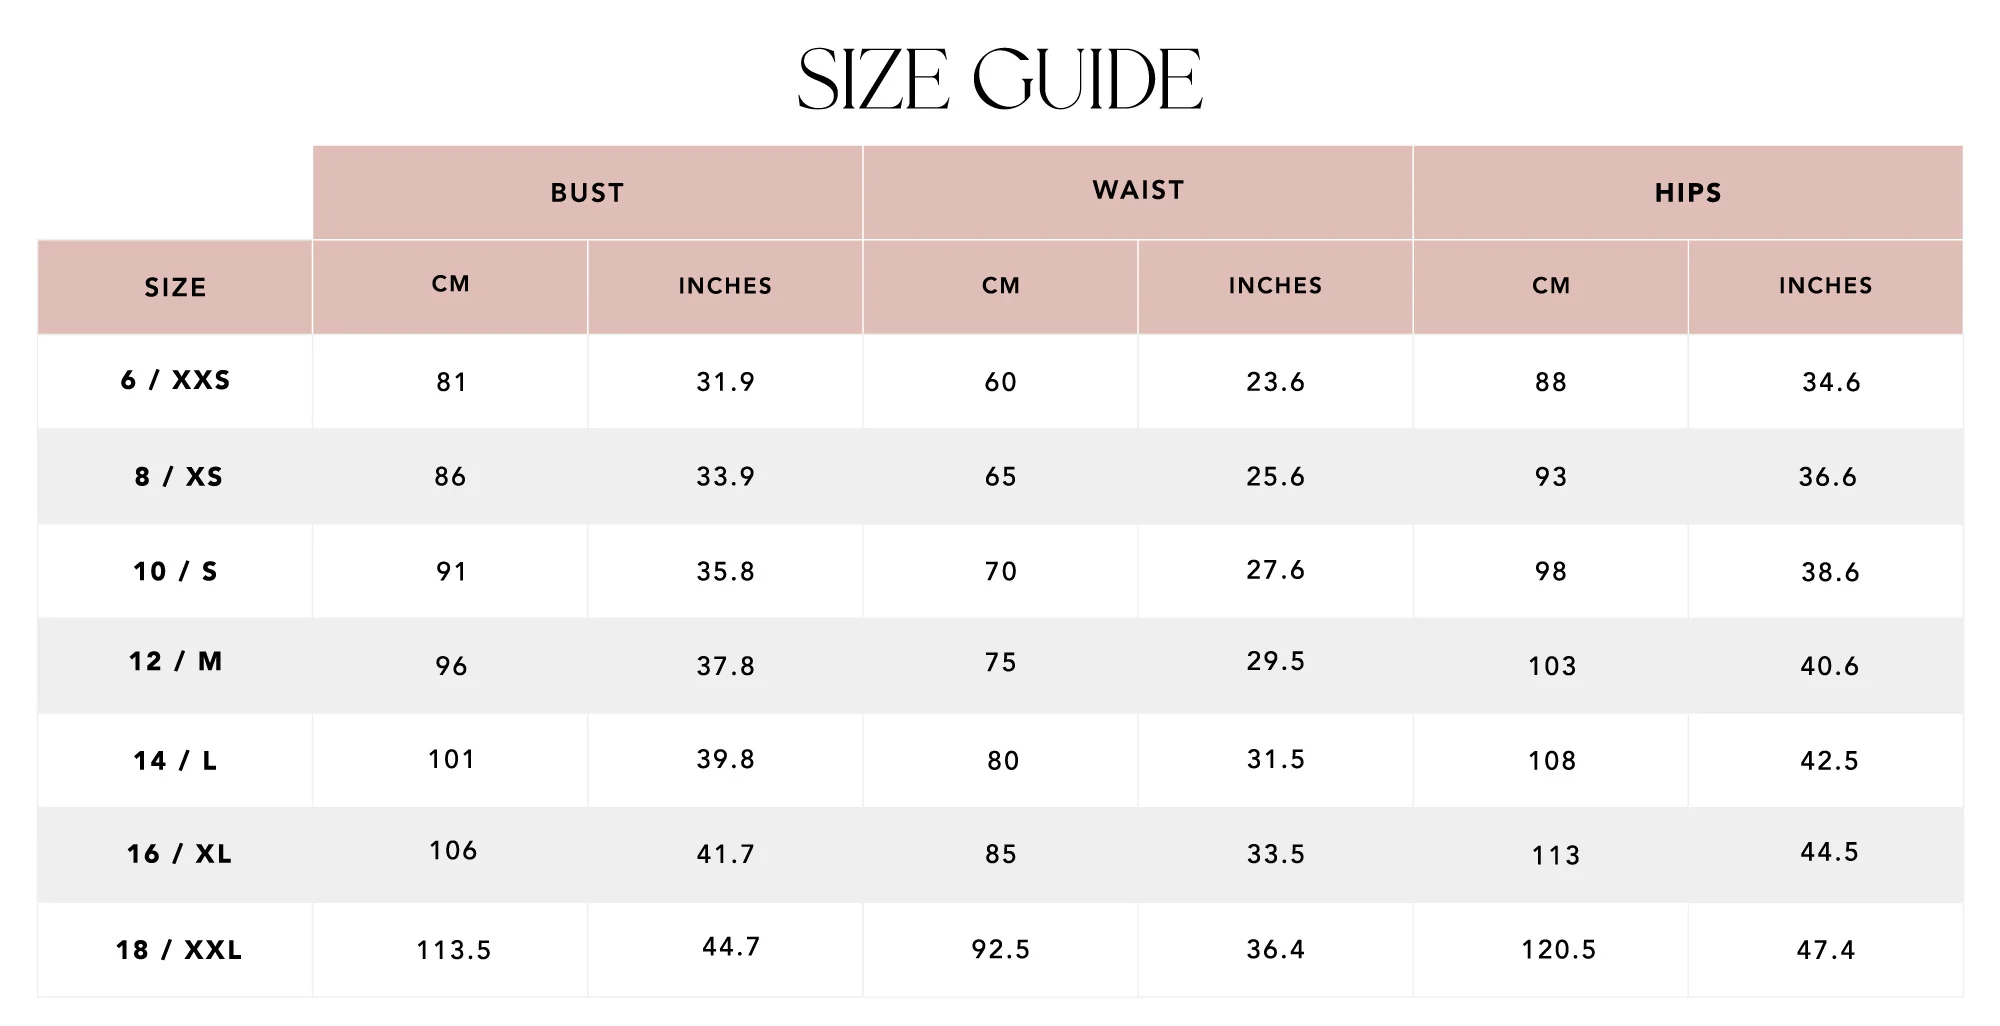 SIZE GUIDE
BUST WAIST HIPS
SIZE CM INCHES CM INCHES CM INCHES
6 / XXS 81 31.9 60 23.6 88 34.6
8 / XS 86 33.9 65 25.6 93 36.6
10 / S 91 35.8 70 27.6 98 38.6
12 / M 96 37.8 75 29.5 103 40.6
14 / L 101 39.8 80 31.5 108 42.5
16 / XL 106 41.7 85 33.5 113 44.5
18 / XXL 113.5 44.7 92.5 36.4 120.5 47.4